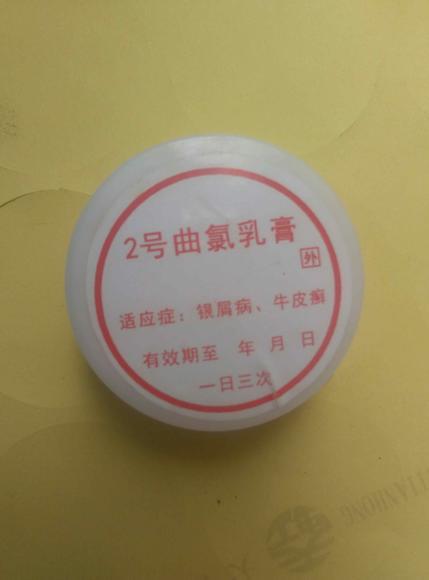 2号曲氯乳膏
外
适应症：银屑病、牛皮癣
有效期至 年 月 日
一日三次
TIANHONG